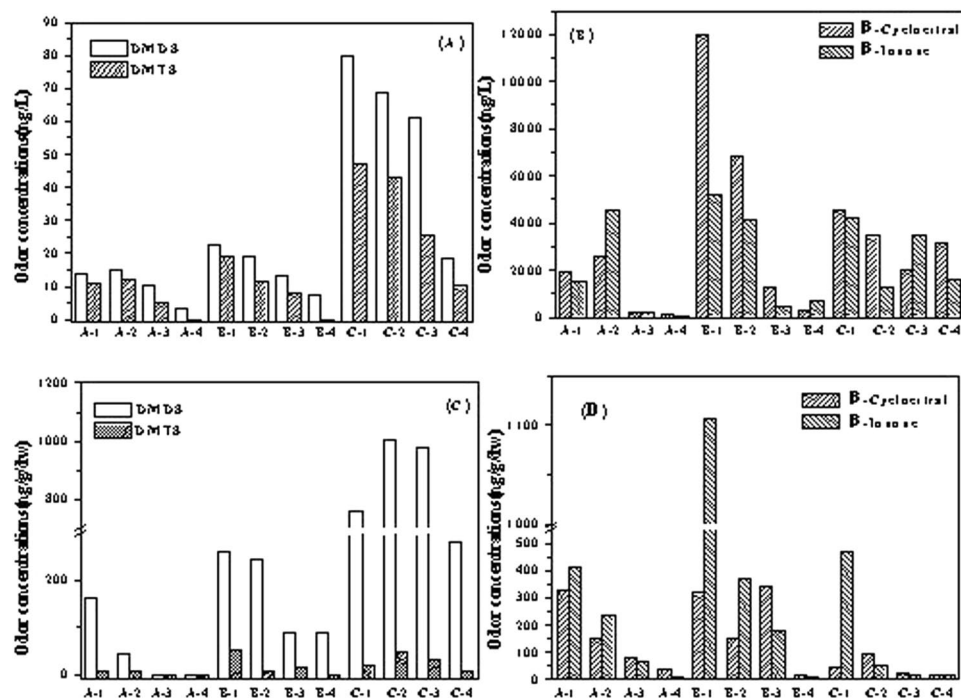 (A)
DMDS
DMTS
Odor concentrations(ng/L)
90
80
70
60
50
40
30
20
10
0
A-1 A-2 A-3 A-4 B-1 B-2 B-3 B-4 C-1 C-2 C-3 C-4
(B)
B-Cyclocitral
B-Ionone
Odor concentrations(ng/L)
12000
10000
8000
6000
4000
2000
0
A-1 A-2 A-3 A-4 B-1 B-2 B-3 B-4 C-1 C-2 C-3 C-4
(C)
DMDS
DMTS
Odor concentrations(ng/g/dw)
1200
1000
800
200
0
A-1 A-2 A-3 A-4 B-1 B-2 B-3 B-4 C-1 C-2 C-3 C-4
(D)
B-Cyclocitral
B-Ionone
Odor concentrations(ng/g/dw)
1100
1000
500
400
300
200
100
0
A-1 A-2 A-3 A-4 B-1 B-2 B-3 B-4 C-1 C-2 C-3 C-4